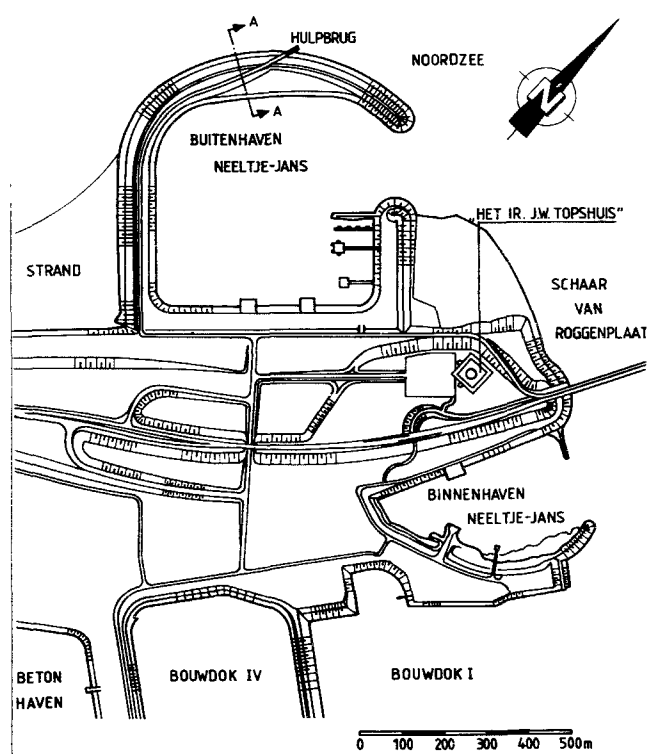 A
HULPBRUG
NOORDZEE
N
A
BUITENHAVEN
NEELTJE-JANS
„HET IR. J.W. TOPSHUIS"
STRAND
SCHAAR
VAN
ROGGENPLAAT
BINNENHAVEN
NEELTJE-JANS
BETON
HAVEN
BOUWDOK IV
BOUWDOK I
0 100 200 300 400 500m